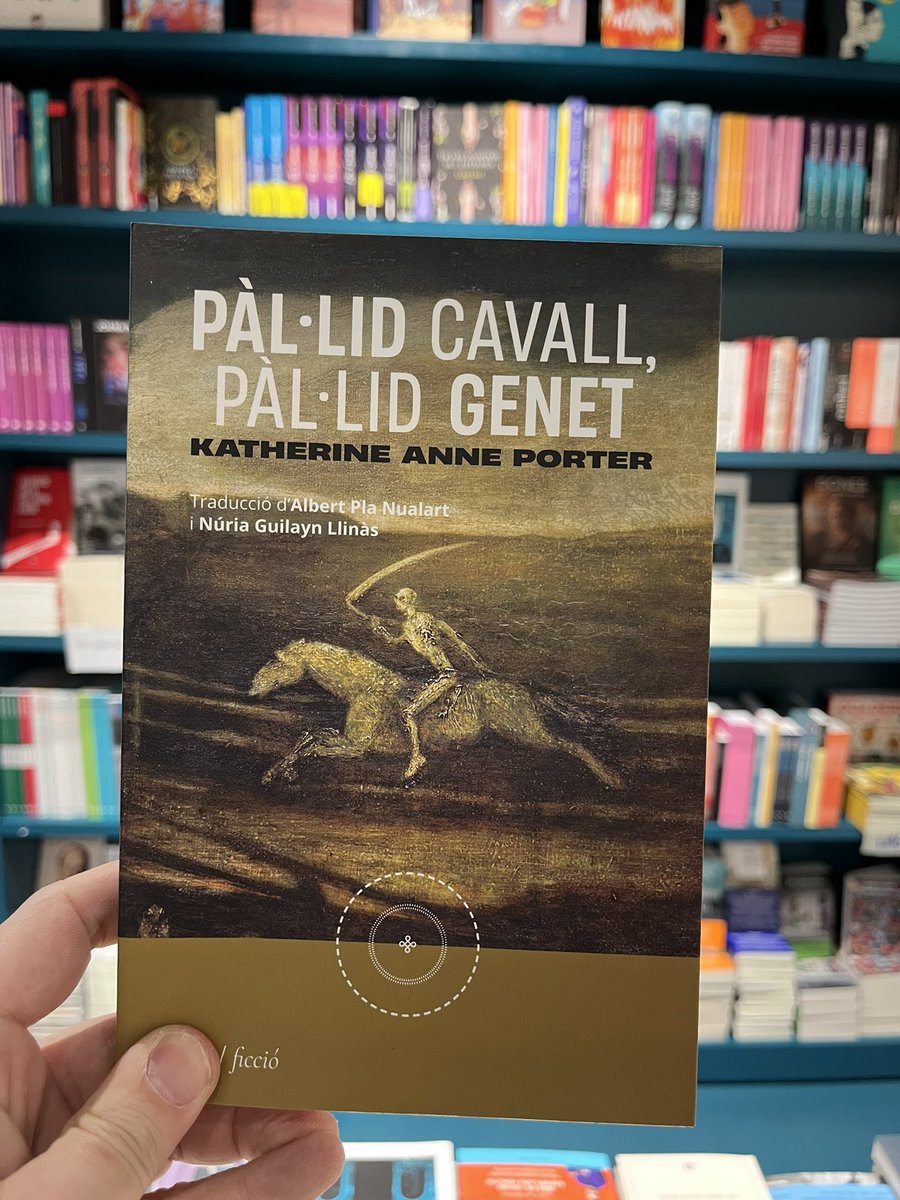 PÀL·LID CAVALL,
PÀL·LID GENET
KATHERINE ANNE PORTER
Traducció d'Albert Pla Nualart
i Núria Guilayn Llinàs
/ ficció